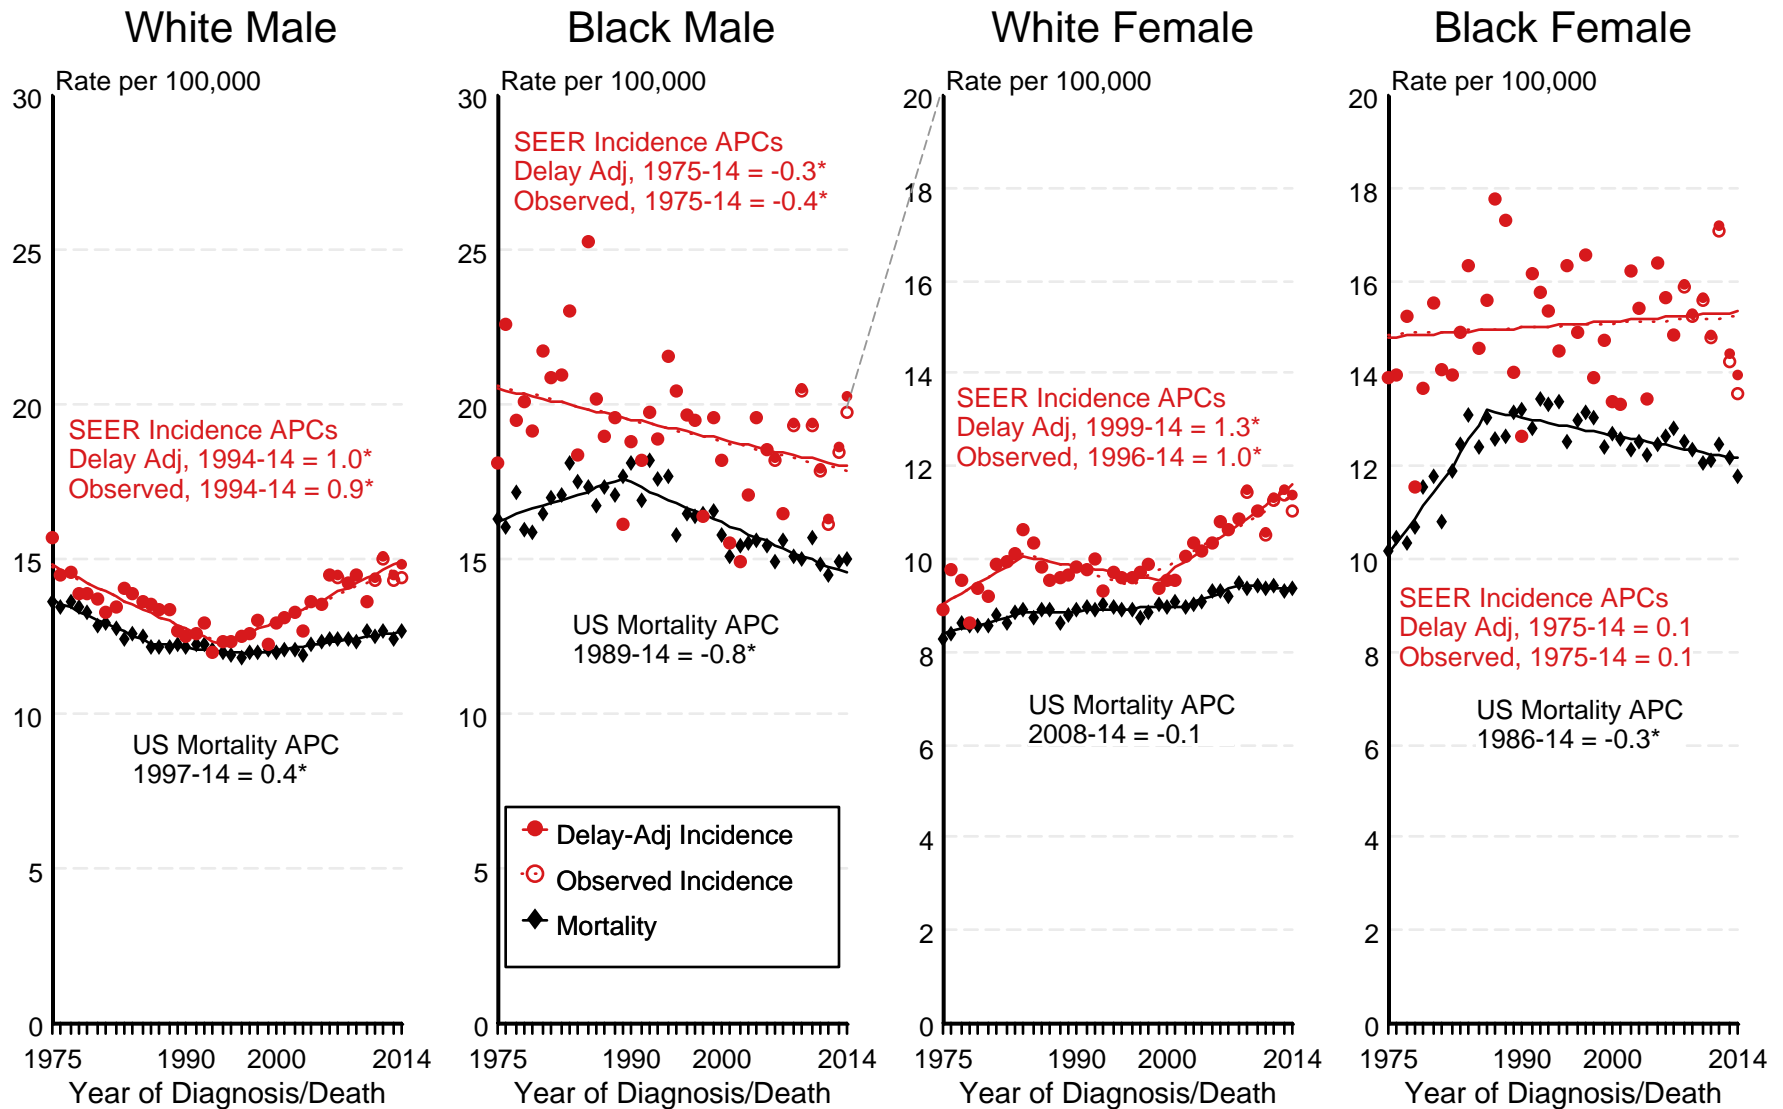 White Male
Rate per 100,000
30
25
20
15
10
5
0
SEER Incidence APCs
Delay Adj, 1994-14 = 1.0*
Observed, 1994-14 = 0.9*
US Mortality APC
1997-14 = 0.4*
1975 1990 2000 2014
Year of Diagnosis/Death
Black Male
Rate per 100,000
30
25
20
15
10
5
0
SEER Incidence APCs
Delay Adj, 1975-14 = -0.3*
Observed, 1975-14 = -0.4*
US Mortality APC
1989-14 = -0.8*
Delay-Adj Incidence
Observed Incidence
Mortality
1975 1990 2000 2014
Year of Diagnosis/Death
White Female
Rate per 100,000
20
18
16
14
12
10
8
6
4
2
0
SEER Incidence APCs
Delay Adj, 1999-14 = 1.3*
Observed, 1996-14 = 1.0*
US Mortality APC
2008-14 = -0.1
1975 1990 2000 2014
Year of Diagnosis/Death
Black Female
Rate per 100,000
20
18
16
14
12
10
8
6
4
2
0
SEER Incidence APCs
Delay Adj, 1975-14 = 0.1
Observed, 1975-14 = 0.1
US Mortality APC
1986-14 = -0.3*
1975 1990 2000 2014
Year of Diagnosis/Death